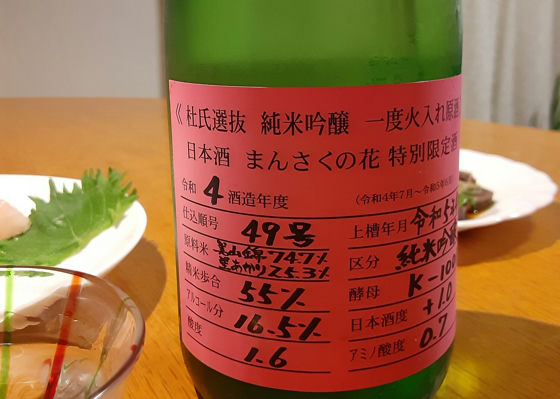 《杜氏選抜 純米吟醸 一度火入れ原酒
日本酒 まんさくの花 特別限定酒
令和4酒造年度 (令和4年7月〜令和5年6月)
仕込順号 49号
上槽年月 令和5
原料米 美山錦74.7%
星あかり25.3%
区分 純米吟醸
精米歩合 55%
酵母 K-100
アルコール分 16.5%
日本酒度 +1.0
酸度 1.6
アミノ酸度 0.7